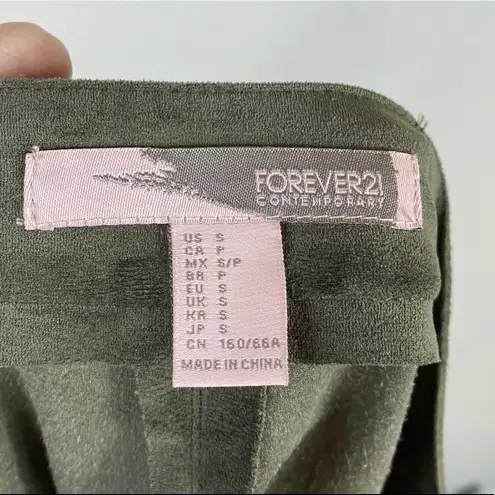 FOREVER21
CONTEMPORARY
US S
CA P
MX S/P
BR P
EU S
UK S
KR S
JP S
CN 160/66A
MADE IN CHINA